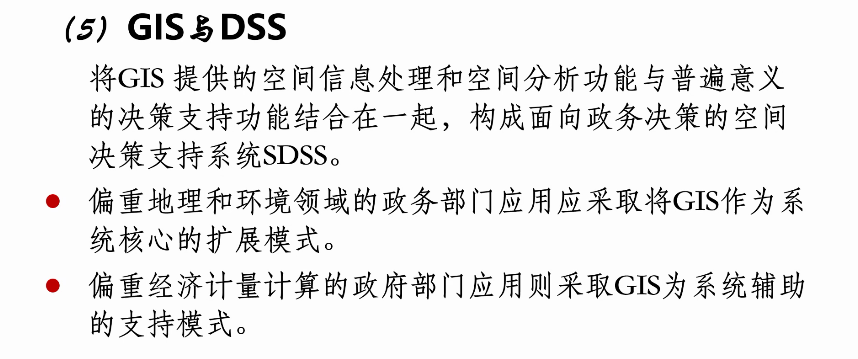 （5）GIS与DSS
将GIS 提供的空间信息处理和空间分析功能与普遍意义
的决策支持功能结合在一起，构成面向政务决策的空间
决策支持系统SDSS。
● 偏重地理和环境领域的政务部门应用应采取将GIS作为系
统核心的扩展模式。
● 偏重经济计量计算的政府部门应用则采取GIS为系统辅助
的支持模式。